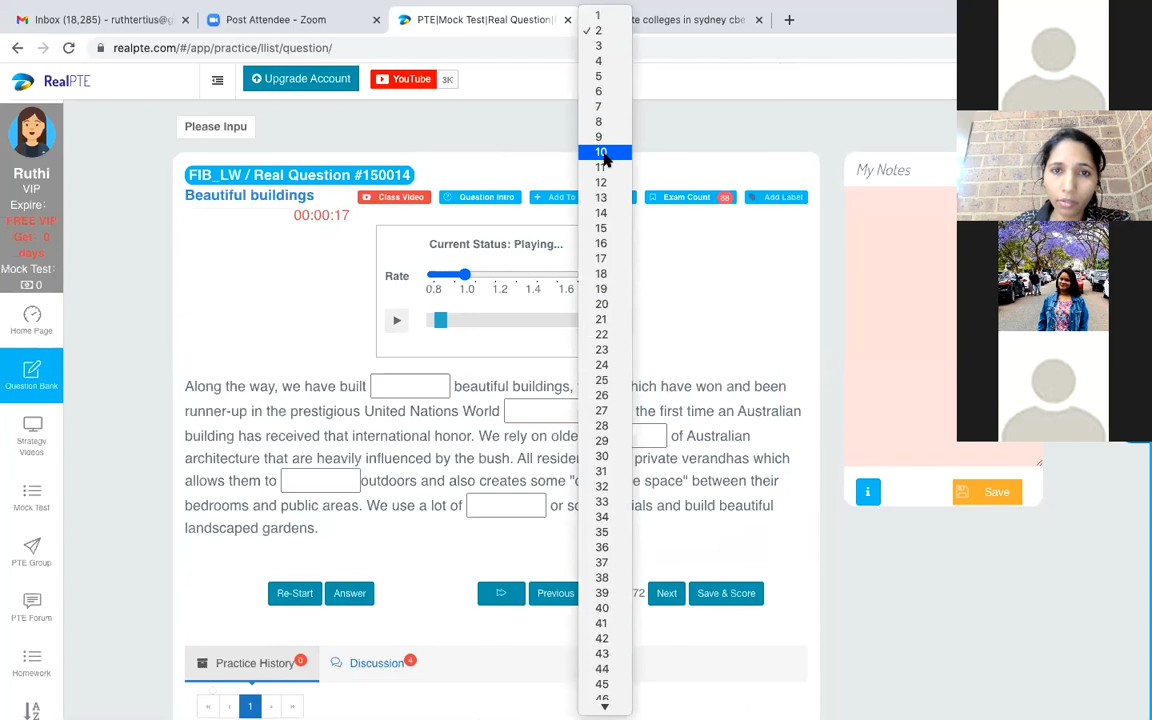 Inbox (18,285) - ruthtertius@g
Post Attendee - Zoom
PTE|Mock Test|Real Question|
te colleges in sydney cbe
realpte.com/#/app/practice/llist/question/
RealPTE
Upgrade Account
YouTube 3K
Ruthi
VIP
Expire:
FREE VIP
Get 0
days
Mock Test:
0
Home Page
Question Bank
Strategy
Videos
Mock Test
PTE Group
PTE Forum
Homework
Please Inpu
FIB_LW / Real Question #150014
Beautiful buildings
Class Video
Question Intro
Add To
Exam Count 88
Add Label
00:00:17
Current Status: Playing...
Rate
0.8 1.0 1.2 1.4 1.6
Along the way, we have built beautiful buildings, hich have won and been
runner-up in the prestigious United Nations World the first time an Australian
building has received that international honor. We rely on olde of Australian
architecture that are heavily influenced by the bush. All reside private verandhas which
allows them to outdoors and also creates some "c e space" between their
bedrooms and public areas. We use a lot of or so ials and build beautiful
landscaped gardens.
Re-Start
Answer
Previous
72
Next
Save & Score
Practice History 0
Discussion 4
« ‹ 1 › »
1
✓ 2
3
4
5
6
7
8
9
10
11
12
13
14
15
16
17
18
19
20
21
22
23
24
25
26
27
28
29
30
31
32
33
34
35
36
37
38
39
40
41
42
43
44
45
46
My Notes
Save